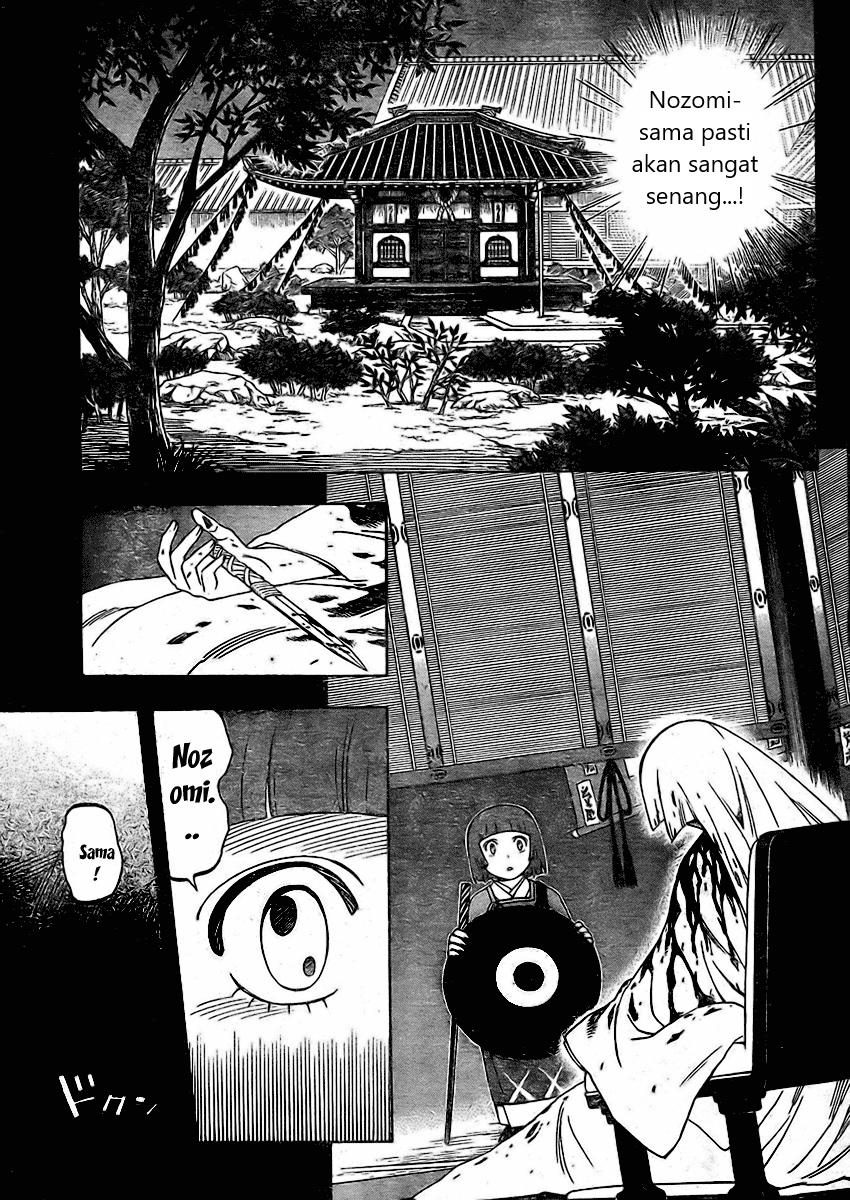 Nozomi-
sama pasti
akan sangat
senang...!
Noz
omi.
..
Sama
!
ドクン